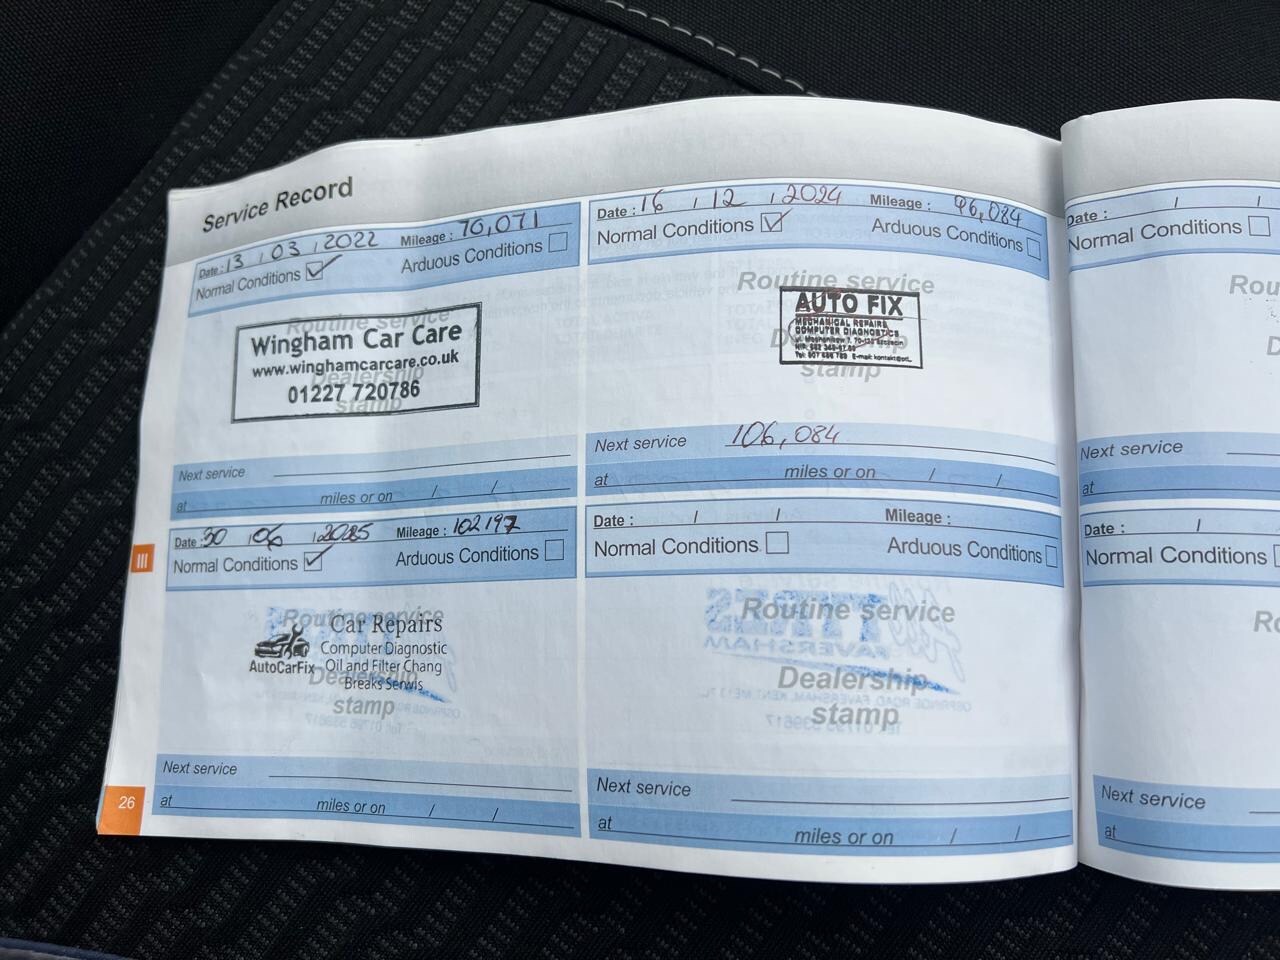 Service Record
Date : 13 / 03 / 2022 Mileage : 70,071
Normal Conditions ✓ Arduous Conditions
Routine service
Wingham Car Care
www.winghamcarcare.co.uk
Dealership
01227 720786
stamp
Next service
at miles or on / /
Date : 16 / 12 / 2024 Mileage : 96,084
Normal Conditions ✓ Arduous Conditions
Routine service
AUTO FIX
MECHANICAL REPAIRS
COMPUTER DIAGNOSTICS
stamp
Next service 106,084
at miles or on / /
Date : 30 / 06 / 2025 Mileage : 102197
Normal Conditions ✓ Arduous Conditions
Routine service
Car Repairs
Computer Diagnostic
AutoCarFix Oil and Filter Chang
Dealership Breaks Serwis
stamp
Next service
at miles or on / /
Date : / / Mileage :
Normal Conditions Arduous Conditions
Routine service
Dealership
stamp
Next service
at miles or on / /
III
26
Date : / /
Normal Conditions
Rou
D
Next service
at
Date : /
Normal Conditions
Ro
Next service
at